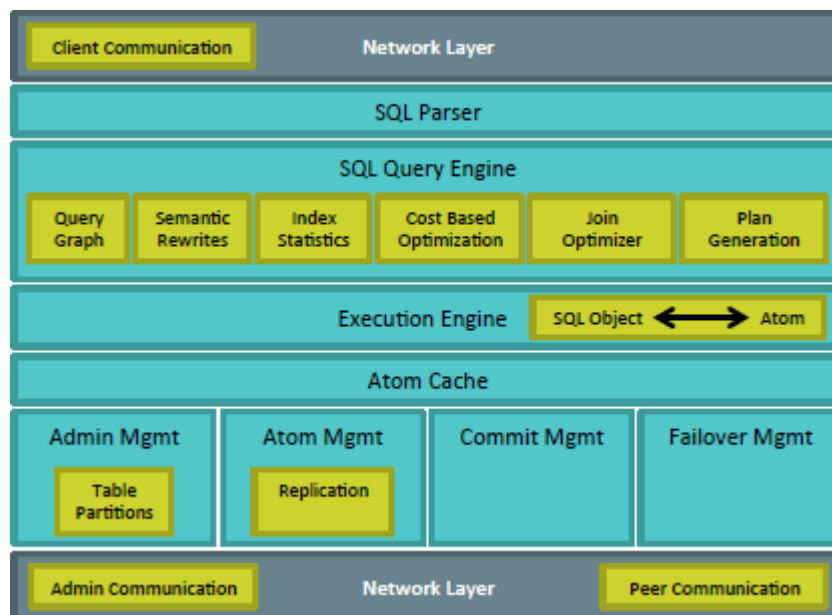 Client Communication
Network Layer
SQL Parser
SQL Query Engine
Query
Graph
Semantic
Rewrites
Index
Statistics
Cost Based
Optimization
Join
Optimizer
Plan
Generation
Execution Engine
SQL Object
Atom
Atom Cache
Admin Mgmt
Table
Partitions
Atom Mgmt
Replication
Commit Mgmt
Failover Mgmt
Admin Communication
Network Layer
Peer Communication